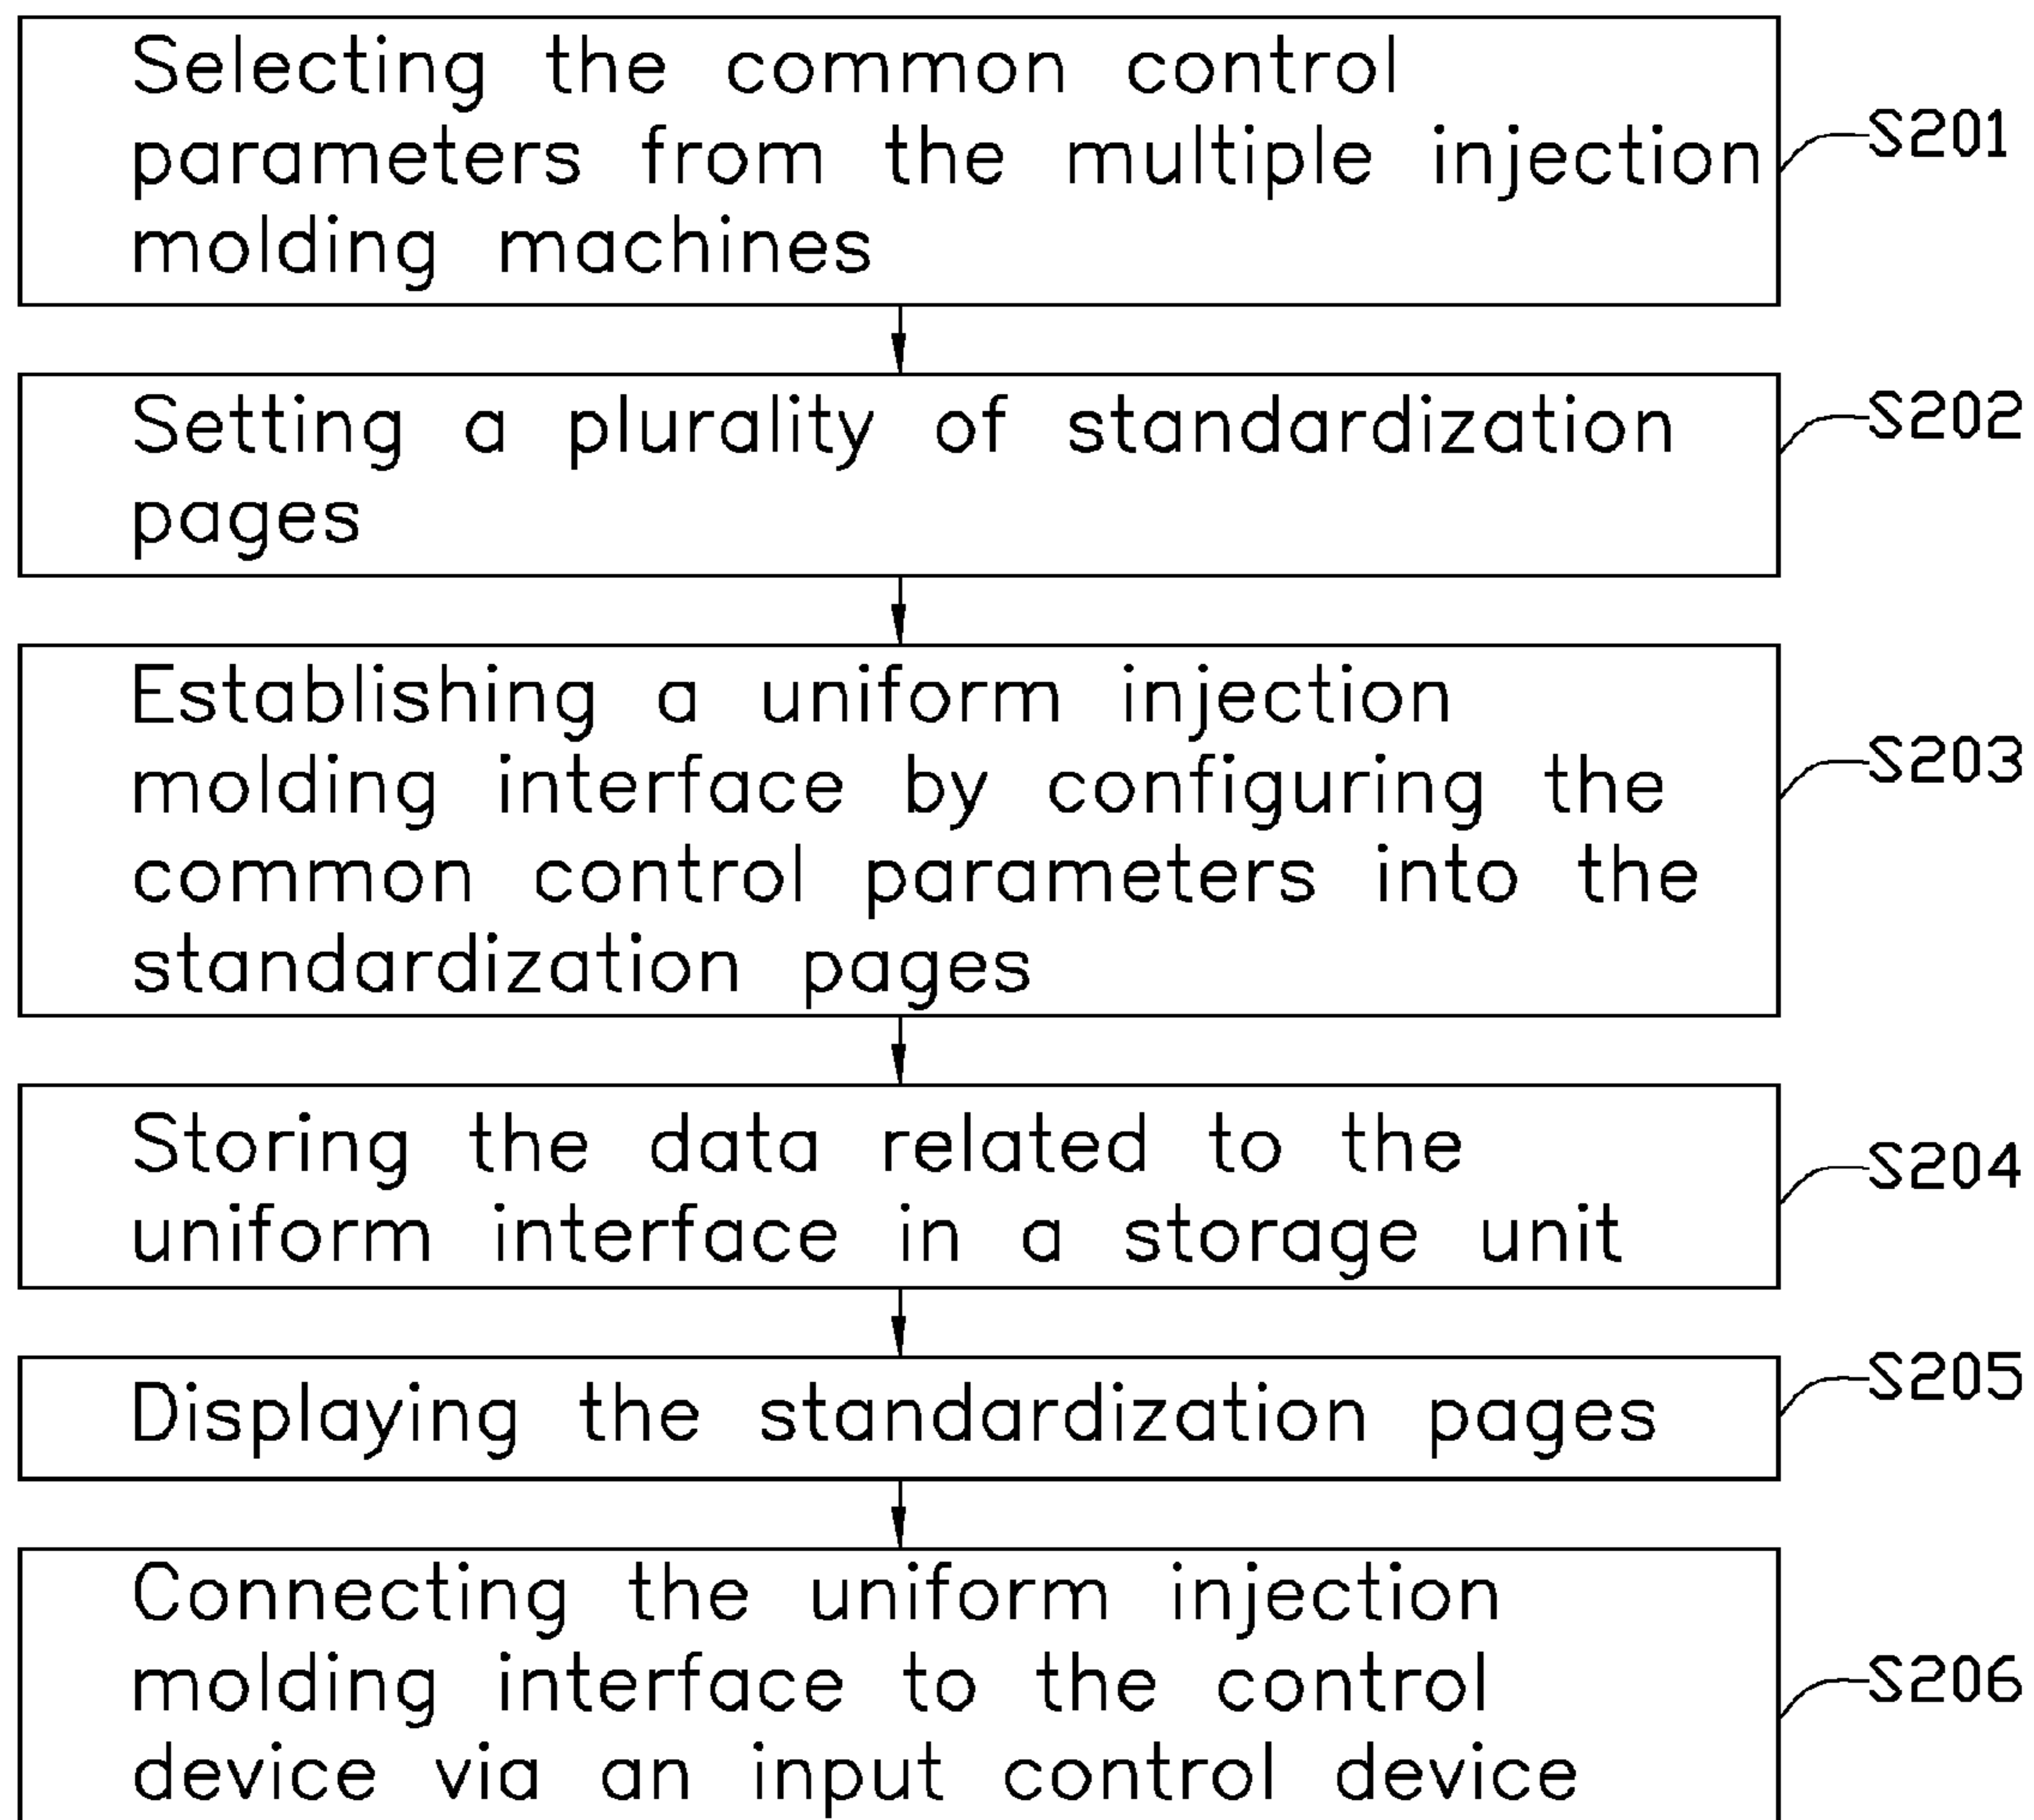 Selecting the common control
parameters from the multiple injection
molding machines
S201
Setting a plurality of standardization
pages
S202
Establishing a uniform injection
molding interface by configuring the
common control parameters into the
standardization pages
S203
Storing the data related to the
uniform interface in a storage unit
S204
Displaying the standardization pages
S205
Connecting the uniform injection
molding interface to the control
device via an input control device
S206